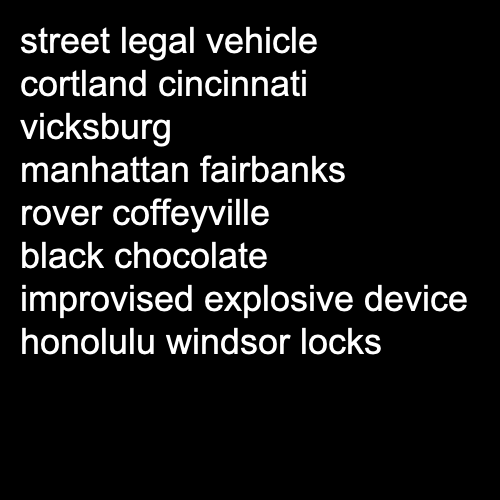 street legal vehicle
cortland cincinnati
vicksburg
manhattan fairbanks
rover coffeyville
black chocolate
improvised explosive device
honolulu windsor locks